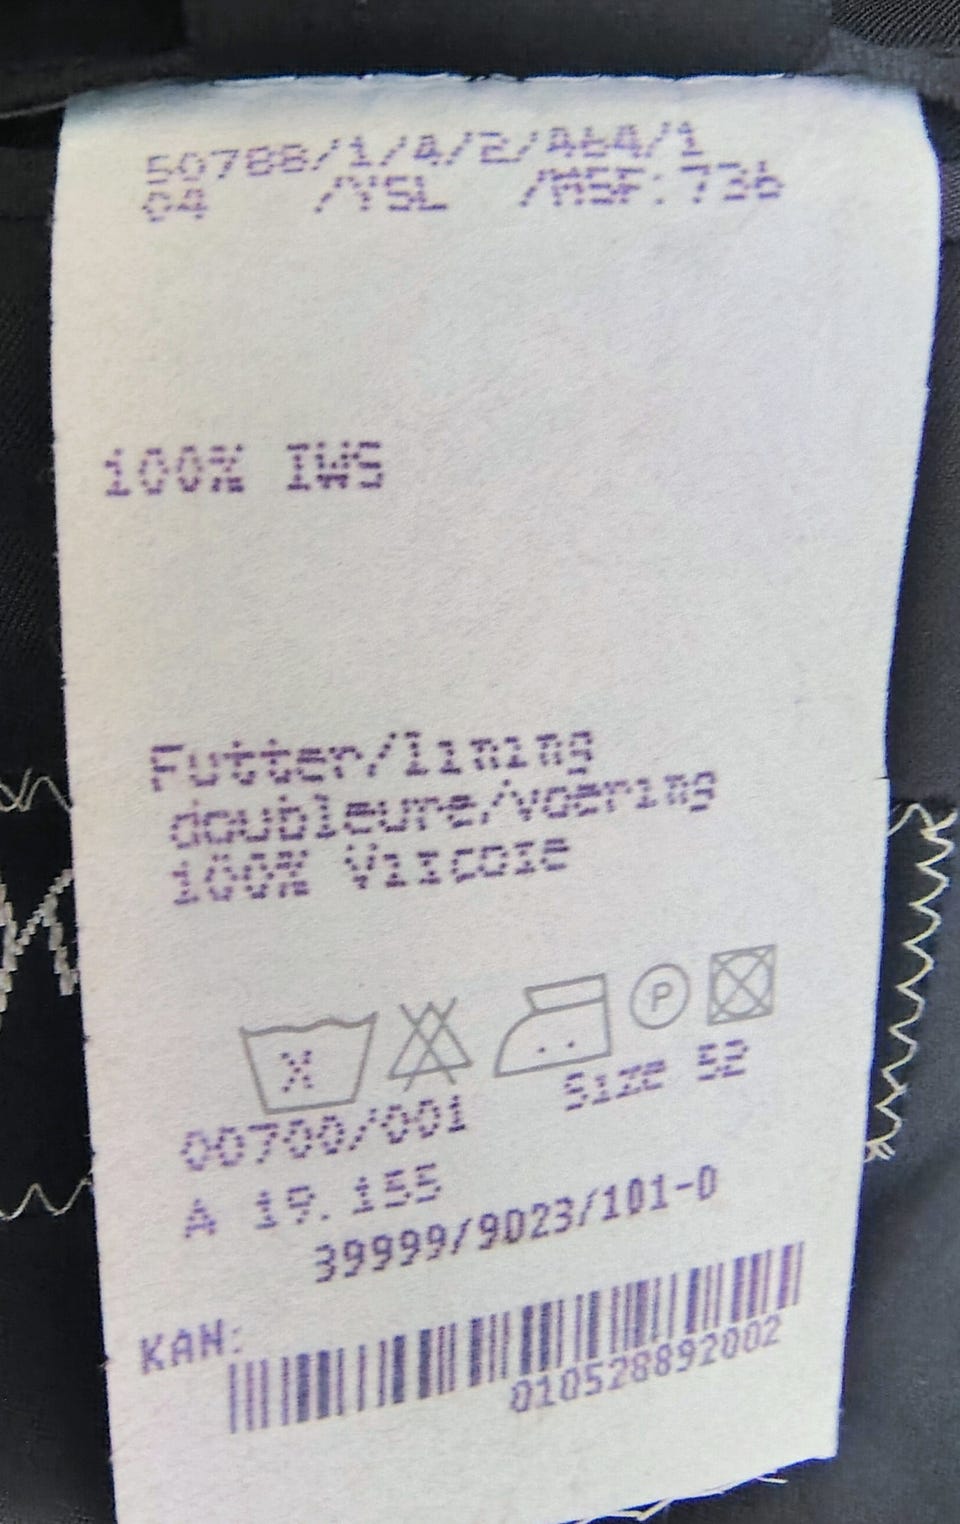 50788/1/4/2/A64/1
04 /YSL /MSF:736
100% IWS
Futter/lining
doubleure/voering
100% Viscose
X P
Size 52
00700/001
A 19.155
39999/9023/101-0
KAN:
010528892002